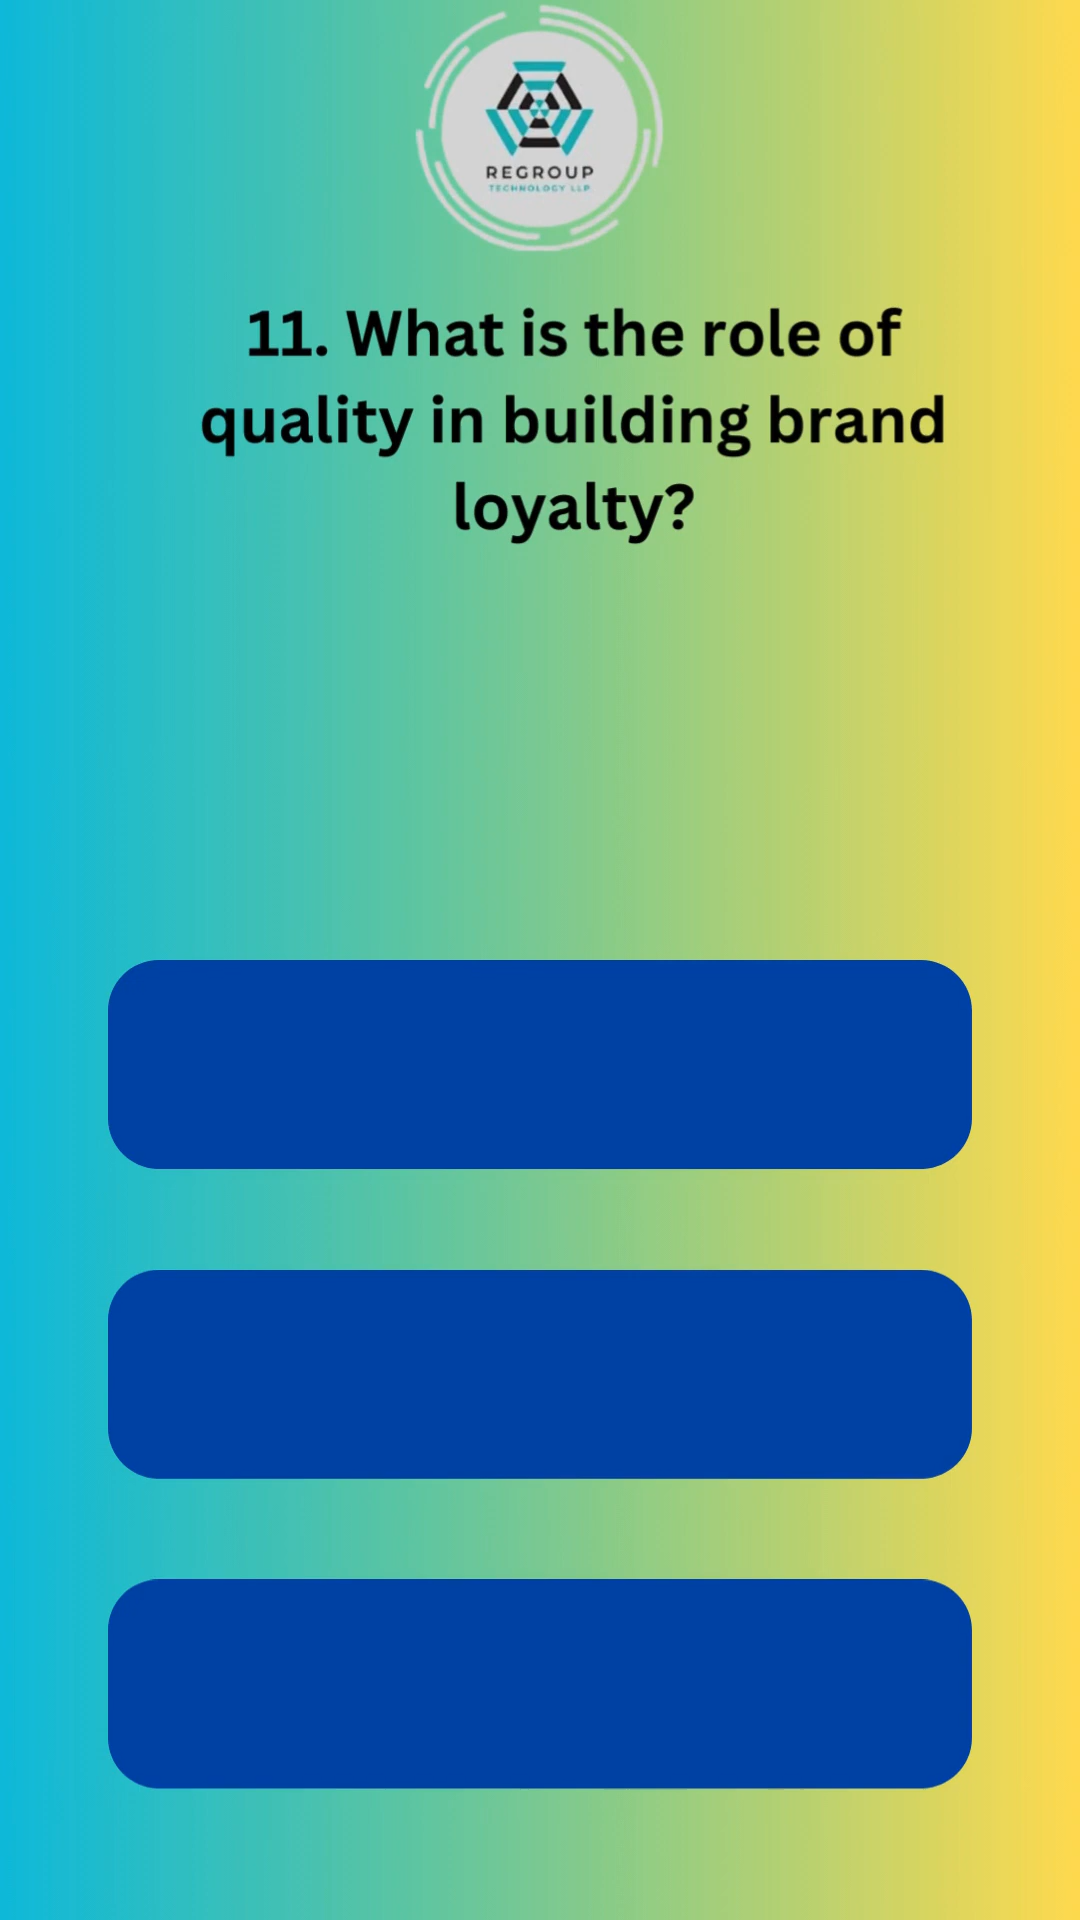 REGROUP
TECHNOLOGY LLP
11. What is the role of
quality in building brand
loyalty?